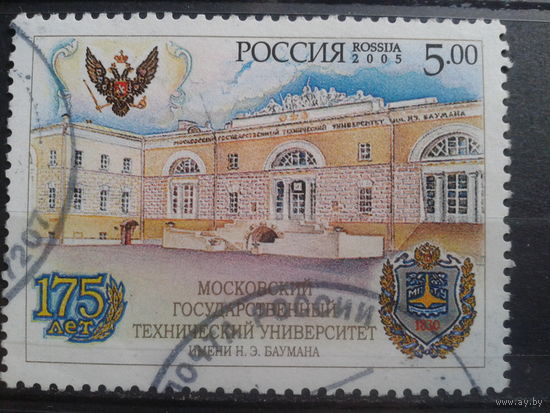 РОССИЯ ROSSIJA 2005 5.00
МОСКОВСКИЙ ГОСУДАРСТВЕННЫЙ ТЕХНИЧЕСКИЙ УНИВЕРСИТЕТ ИМ. Н.Э. БАУМАНА
175
ЛЕТ
МОСКОВСКИЙ
ГОСУДАРСТВЕННЫЙ
ТЕХНИЧЕСКИЙ УНИВЕРСИТЕТ
ИМЕНИ Н. Э. БАУМАНА
1830
www.ay.by